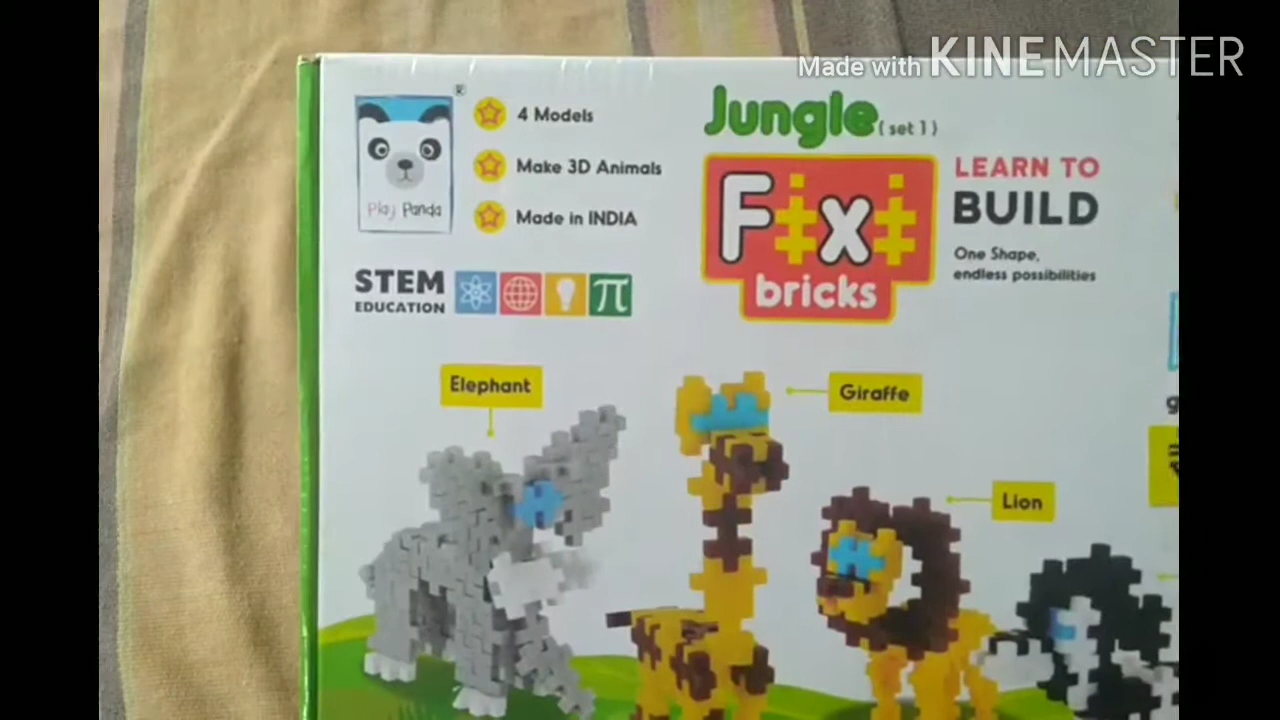 Made with KINEMASTER
Play Panda
®
4 Models
Make 3D Animals
Made in INDIA
STEM
EDUCATION
π
Jungle (set 1)
Fixi
bricks
LEARN TO
BUILD
One Shape,
endless possibilities
Elephant
Giraffe
Lion
g